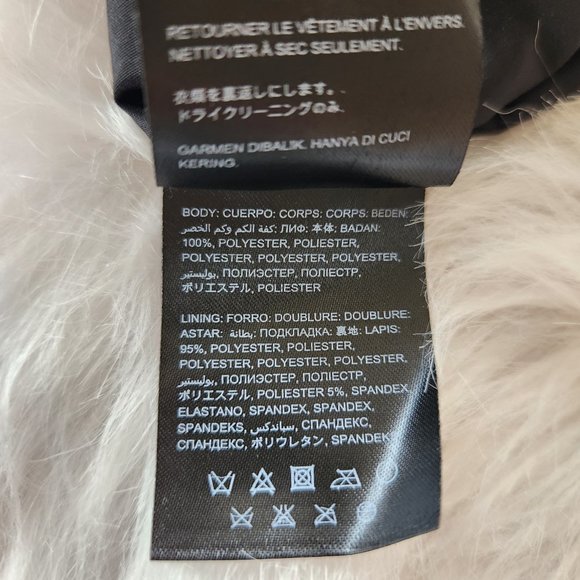 RETOURNER LE VÊTEMENT À L'ENVERS.
NETTOYER À SEC SEULEMENT.
衣類を裏返しにします。
ドライクリーニングのみ.
GARMEN DIBALIK. HANYA DI CUCI
KERING.
BODY: CUERPO: CORPS: CORPS: BEDEN:
كفة الكم وكم الخصر: ЛИФ: 本体: BADAN:
100%, POLYESTER, POLIESTER,
POLYESTER, POLYESTER, POLYESTER,
بوليستير, ПОЛИЭСТЕР, ПОЛІЕСТР,
ポリエステル, POLIESTER
LINING: FORRO: DOUBLURE: DOUBLURE:
ASTAR: بطانة: ПОДКЛАДКА: 裏地: LAPIS:
95%, POLYESTER, POLIESTER,
POLYESTER, POLYESTER, POLYESTER,
بوليستير, ПОЛИЭСТЕР, ПОЛІЕСТР,
ポリエステル, POLIESTER 5%, SPANDEX,
ELASTANO, SPANDEX, SPANDEX,
SPANDEKS, سباندكس, СПАНДЕКС,
СПАНДЕКС, ポリウレタン, SPANDEX